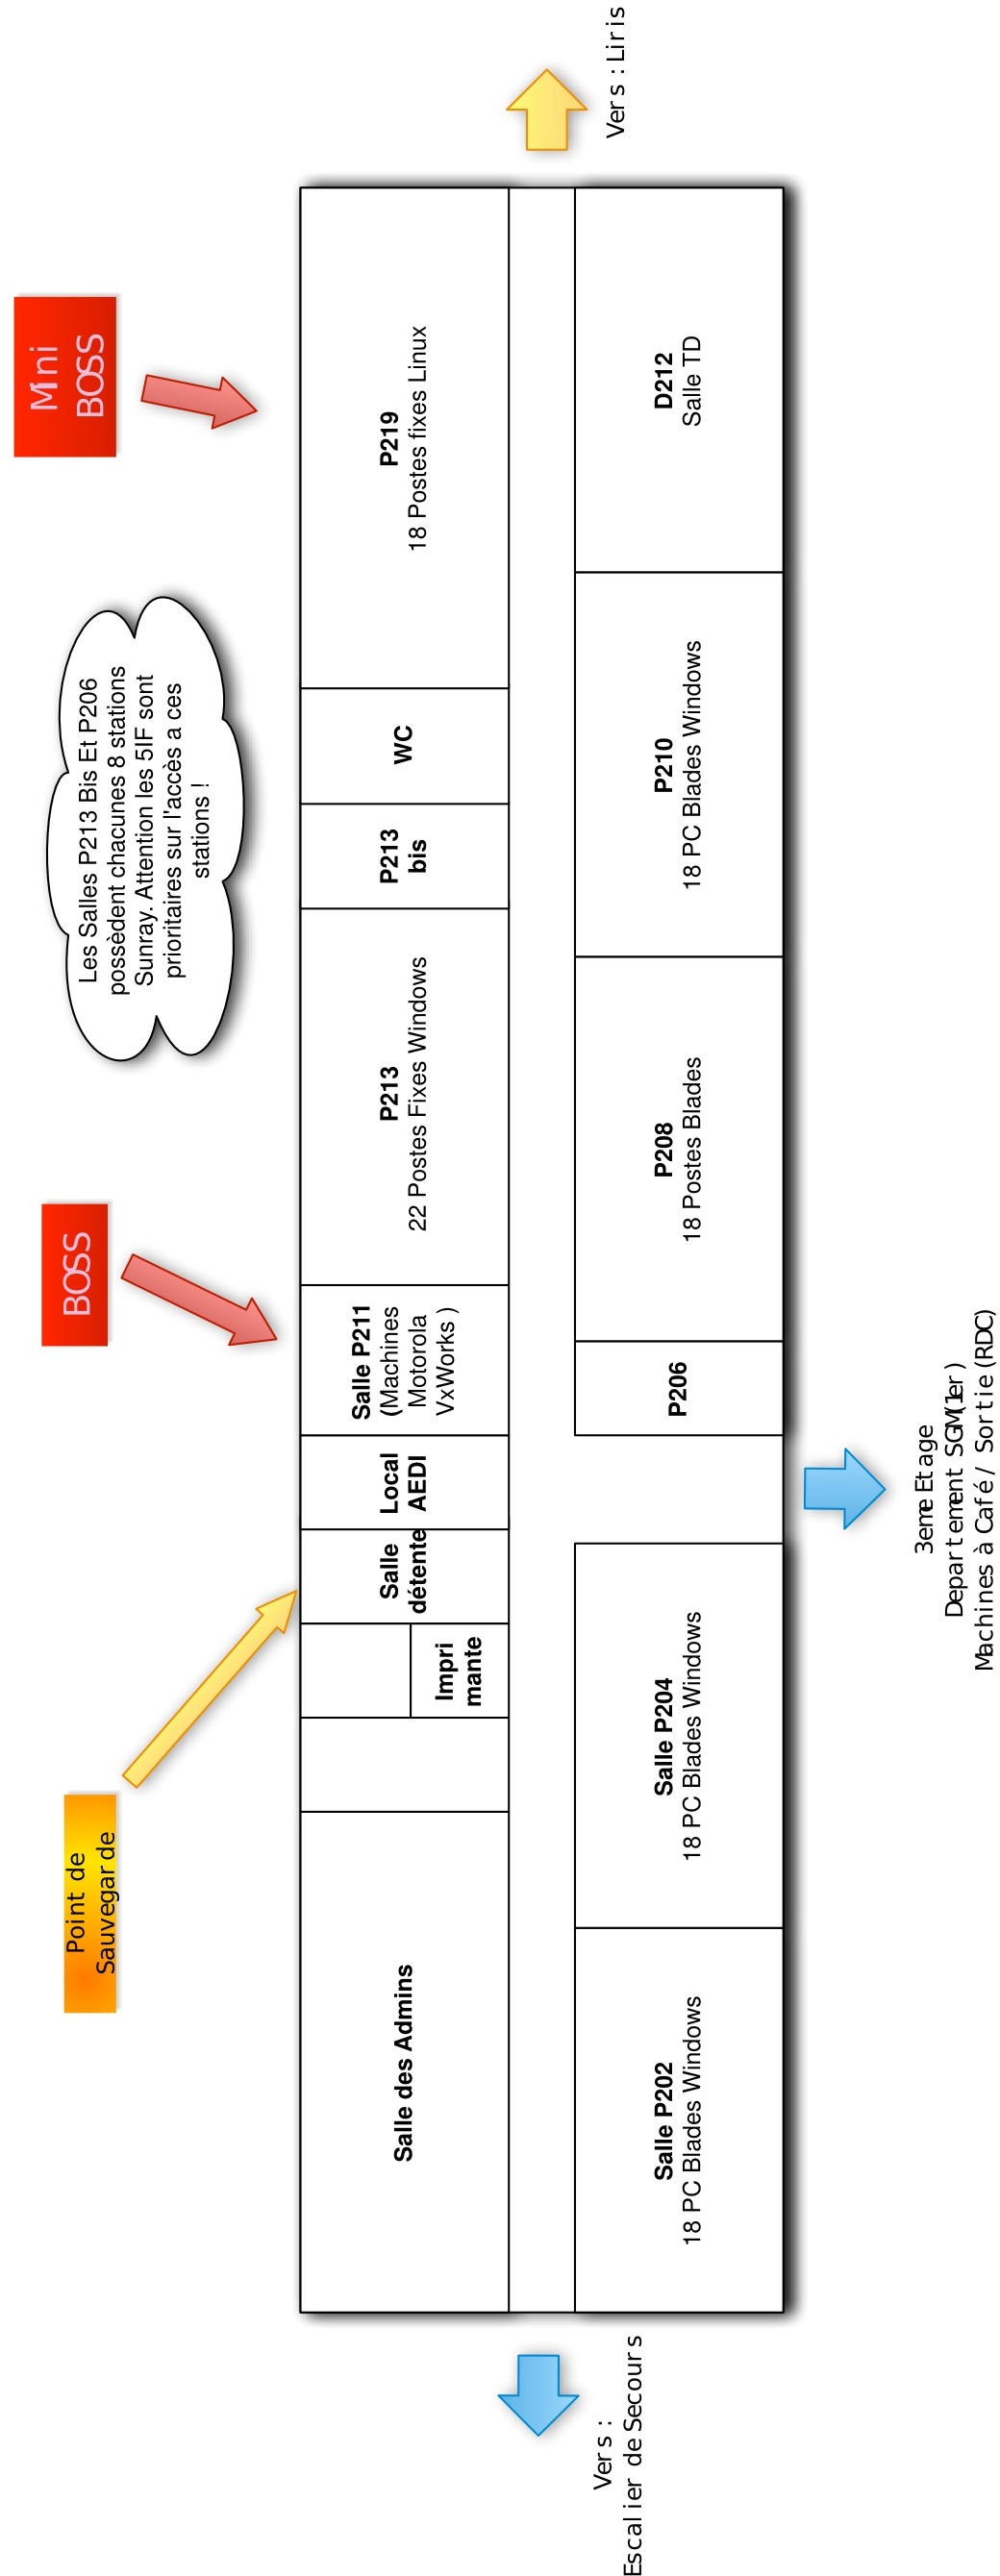 Point de
Sauvegarde
BOSS
Les Salles P213 Bis Et P206
possèdent chacunes 8 stations
Sunray. Attention les 5IF sont
prioritaires sur l'accès a ces
stations !
Mini
BOSS
Salle des Admins
Impri
mante
Salle
détente
Local
AEDI
Salle P211
(Machines
Motorola
VxWorks )
P213
22 Postes Fixes Windows
P213
bis
WC
P219
18 Postes fixes Linux
Vers :
Escalier de Secours
Vers : Liris
Salle P202
18 PC Blades Windows
Salle P204
18 PC Blades Windows
P206
P208
18 Postes Blades
P210
18 PC Blades Windows
D212
Salle TD
3eme Etage
Departement SGM(1er)
Machines à Café / Sortie (RDC)